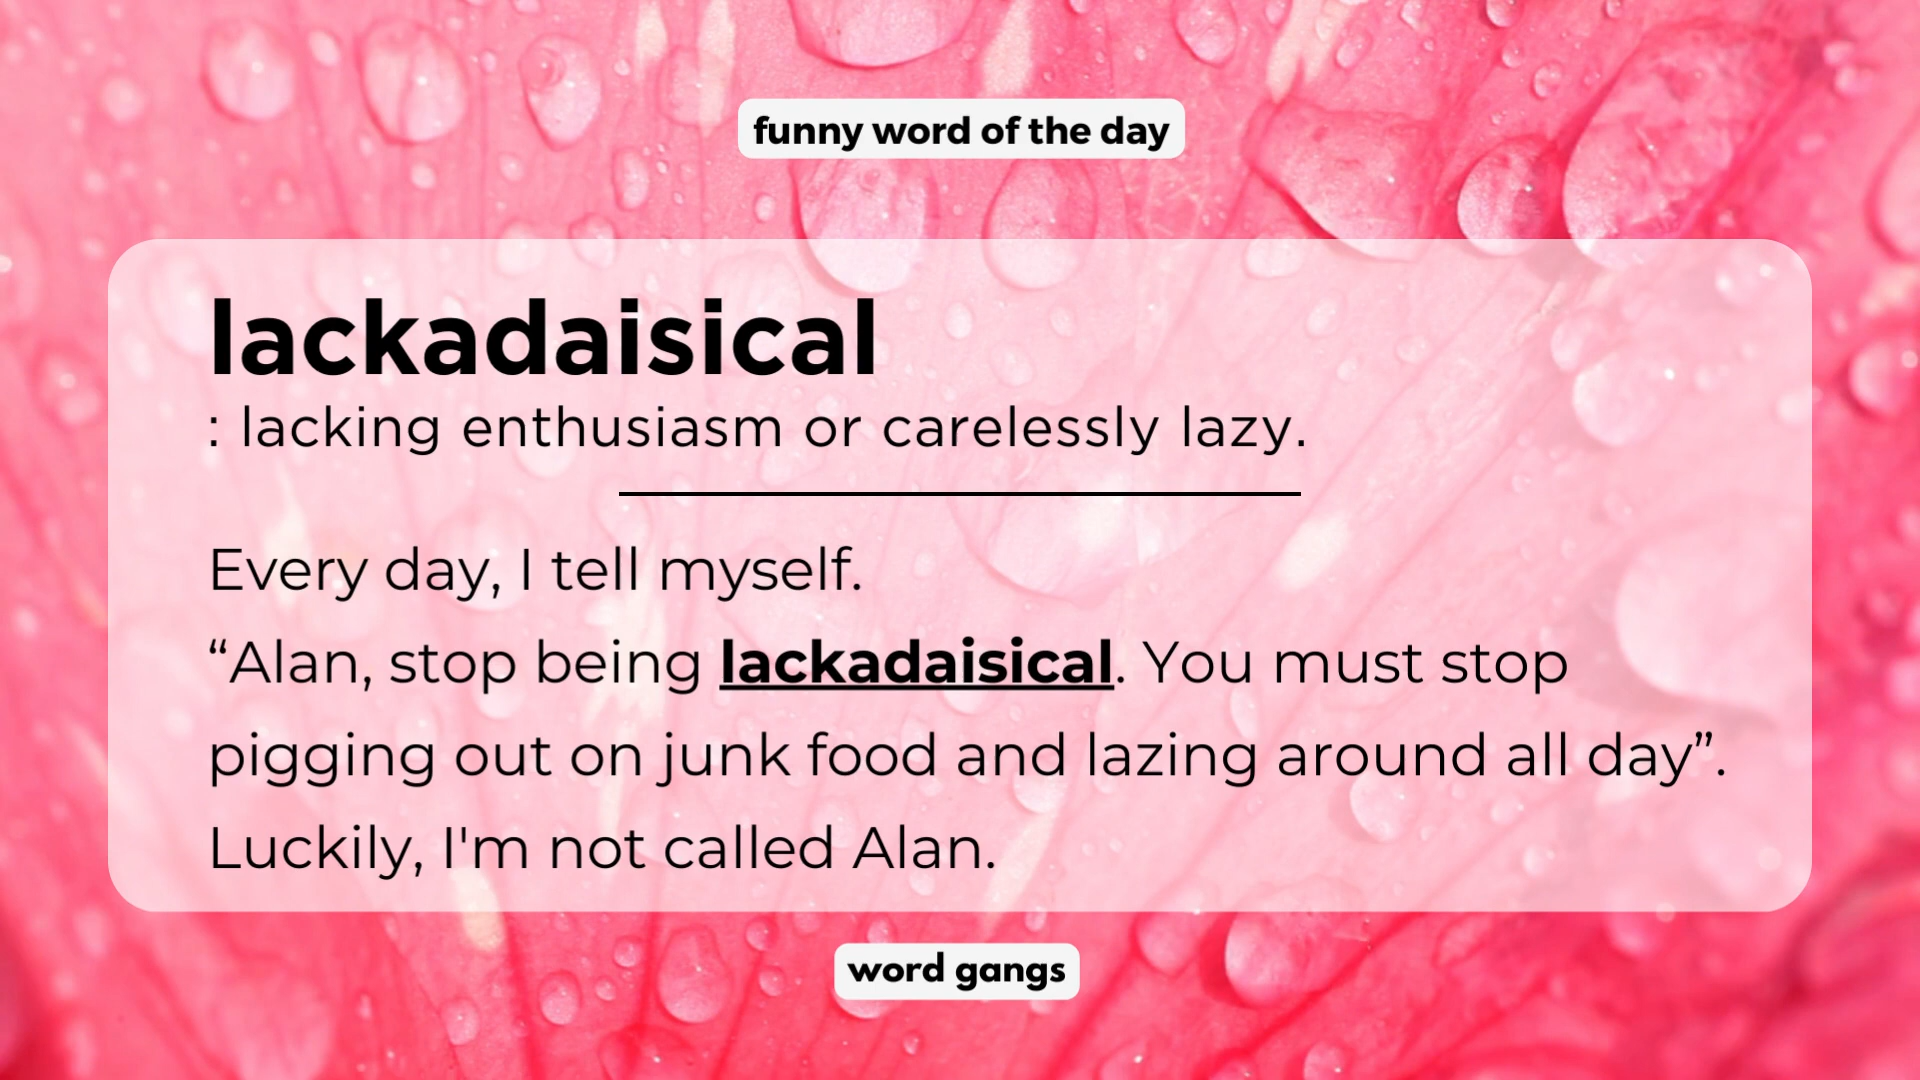 funny word of the day
lackadaisical
: lacking enthusiasm or carelessly lazy.
Every day, I tell myself.
“Alan, stop being lackadaisical. You must stop
pigging out on junk food and lazing around all day”.
Luckily, I'm not called Alan.
word gangs